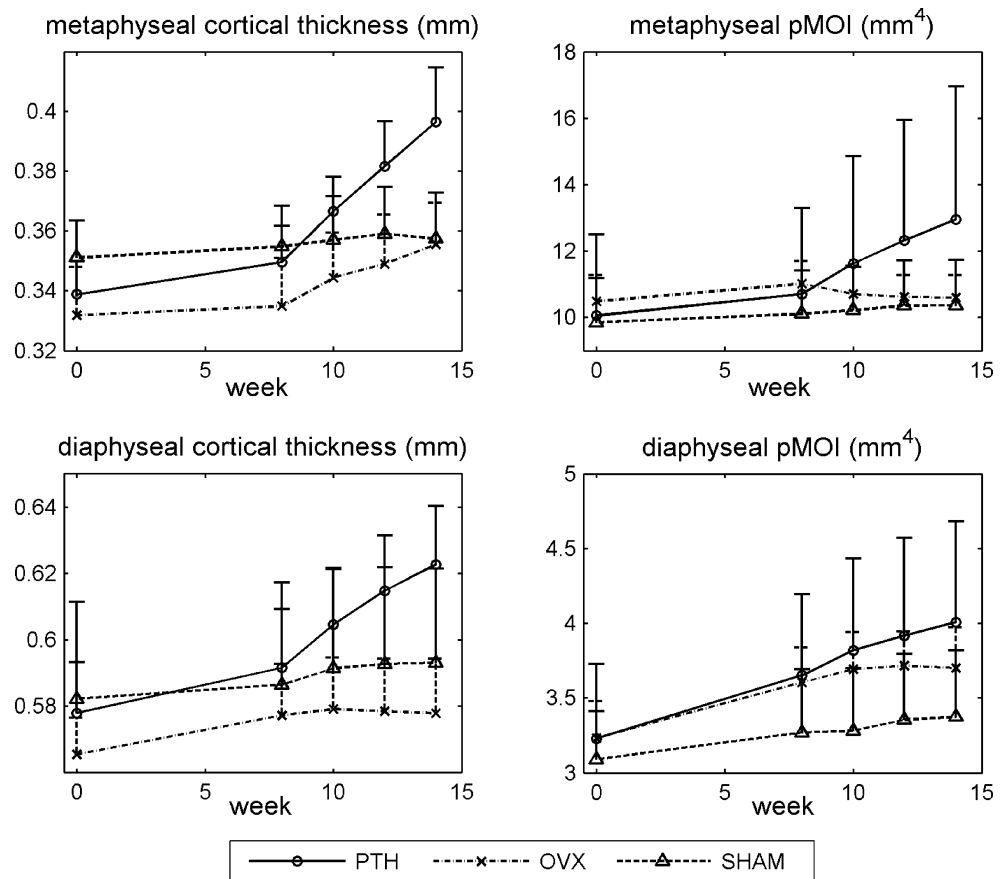 metaphyseal cortical thickness (mm)
0.4
0.38
0.36
0.34
0.32
0 5 10 15
week
metaphyseal pMOI (mm⁴)
18
16
14
12
10
0 5 10 15
week
diaphyseal cortical thickness (mm)
0.64
0.62
0.6
0.58
0 5 10 15
week
diaphyseal pMOI (mm⁴)
5
4.5
4
3.5
3
0 5 10 15
week
PTH OVX SHAM